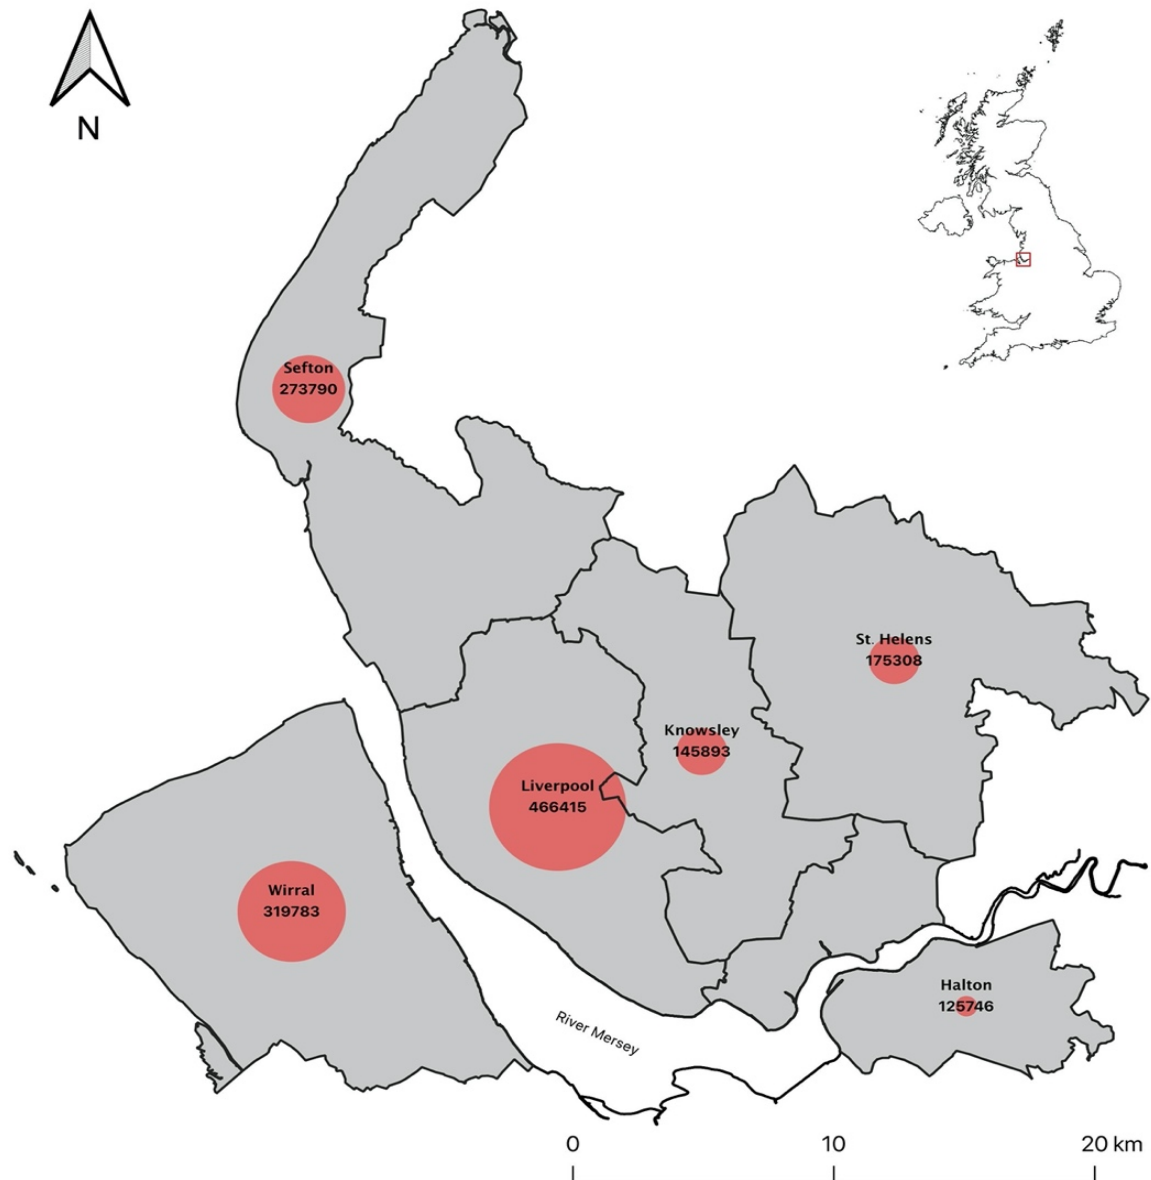 N
Sefton
273790
St. Helens
175308
Knowsley
145893
Liverpool
466415
Wirral
319783
Halton
125746
River Mersey
0 10 20 km